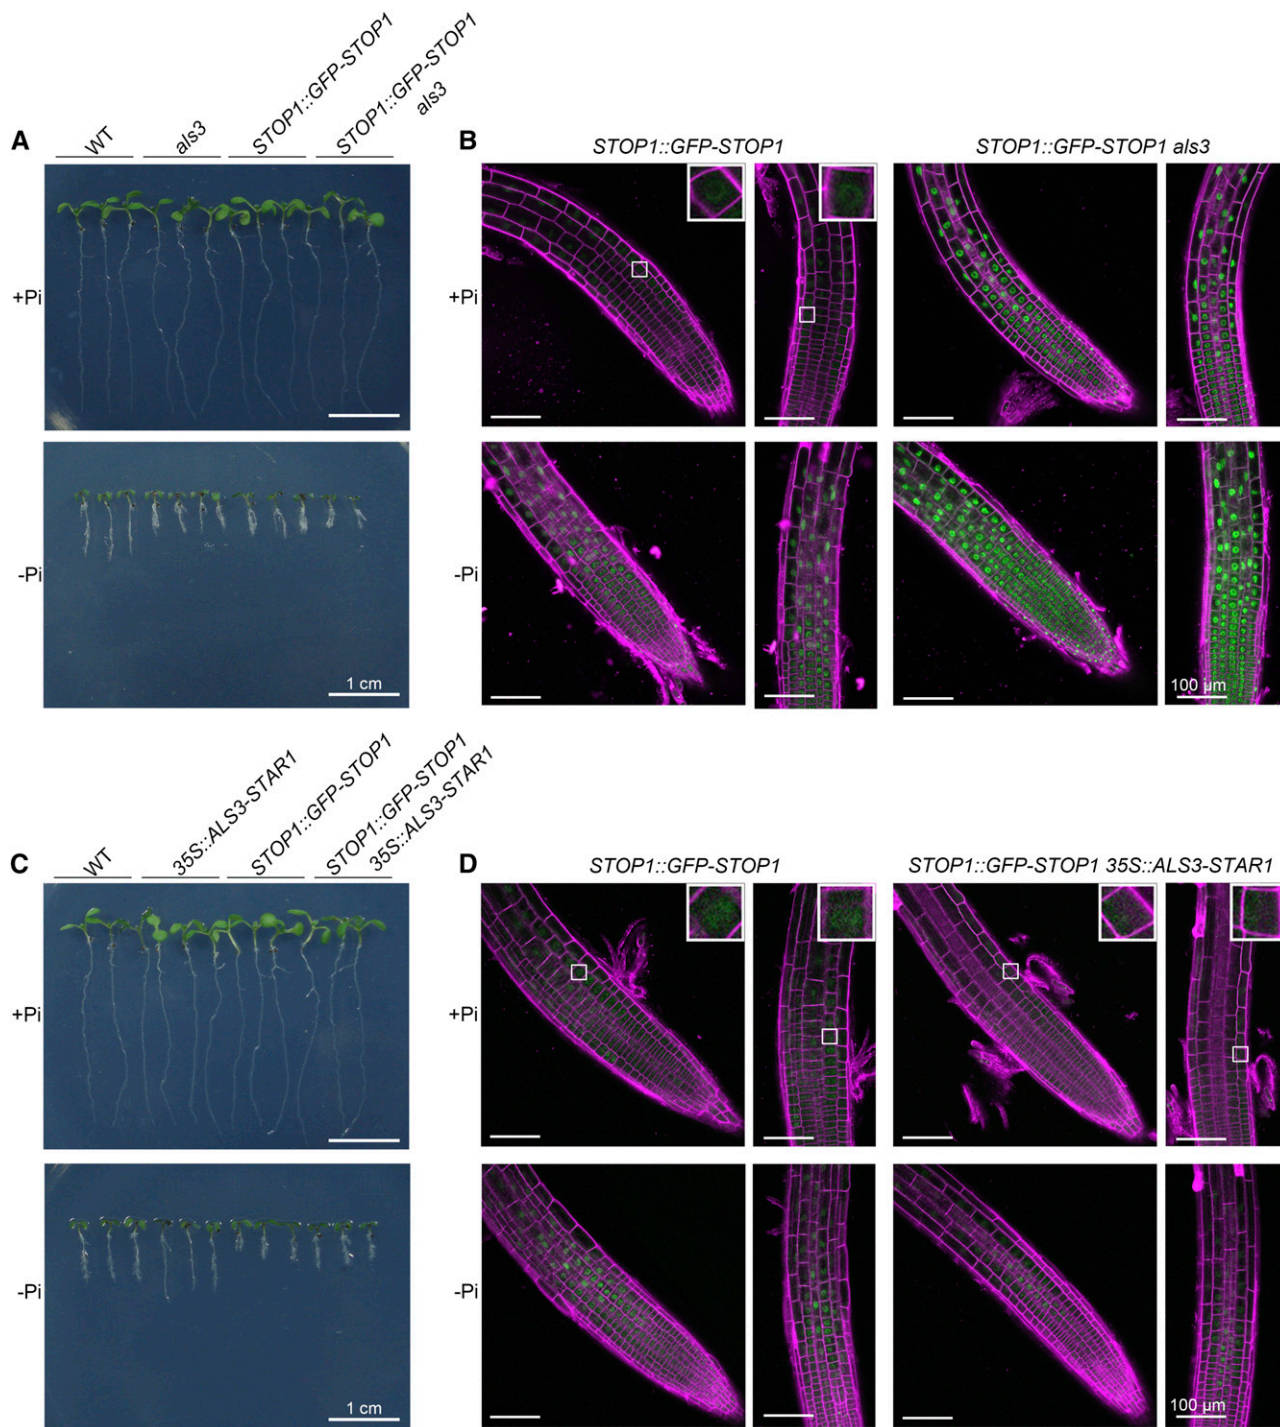 A
WT
als3
STOP1::GFP-STOP1
STOP1::GFP-STOP1
als3
+Pi
-Pi
1 cm
B
STOP1::GFP-STOP1
STOP1::GFP-STOP1 als3
+Pi
-Pi
100 µm
C
WT
35S::ALS3-STAR1
STOP1::GFP-STOP1
STOP1::GFP-STOP1
35S::ALS3-STAR1
+Pi
-Pi
1 cm
D
STOP1::GFP-STOP1
STOP1::GFP-STOP1 35S::ALS3-STAR1
+Pi
-Pi
100 µm